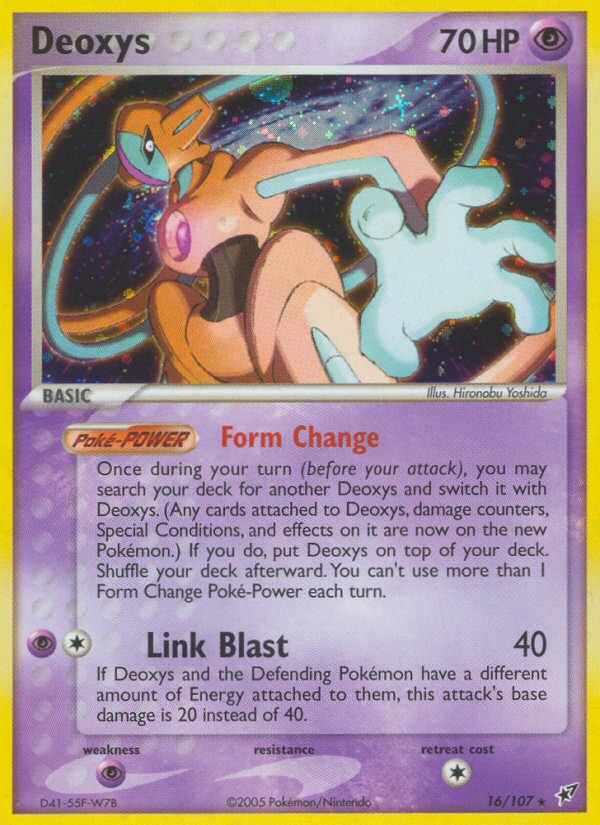 Deoxys 70 HP
BASIC Illus. Hironobu Yoshida
Poké-POWER Form Change
Once during your turn (before your attack), you may
search your deck for another Deoxys and switch it with
Deoxys. (Any cards attached to Deoxys, damage counters,
Special Conditions, and effects on it are now on the new
Pokémon.) If you do, put Deoxys on top of your deck.
Shuffle your deck afterward. You can't use more than 1
Form Change Poké-Power each turn.
Link Blast 40
If Deoxys and the Defending Pokémon have a different
amount of Energy attached to them, this attack's base
damage is 20 instead of 40.
weakness resistance retreat cost
D41-55F-W7B ©2005 Pokémon/Nintendo 16/107 ★